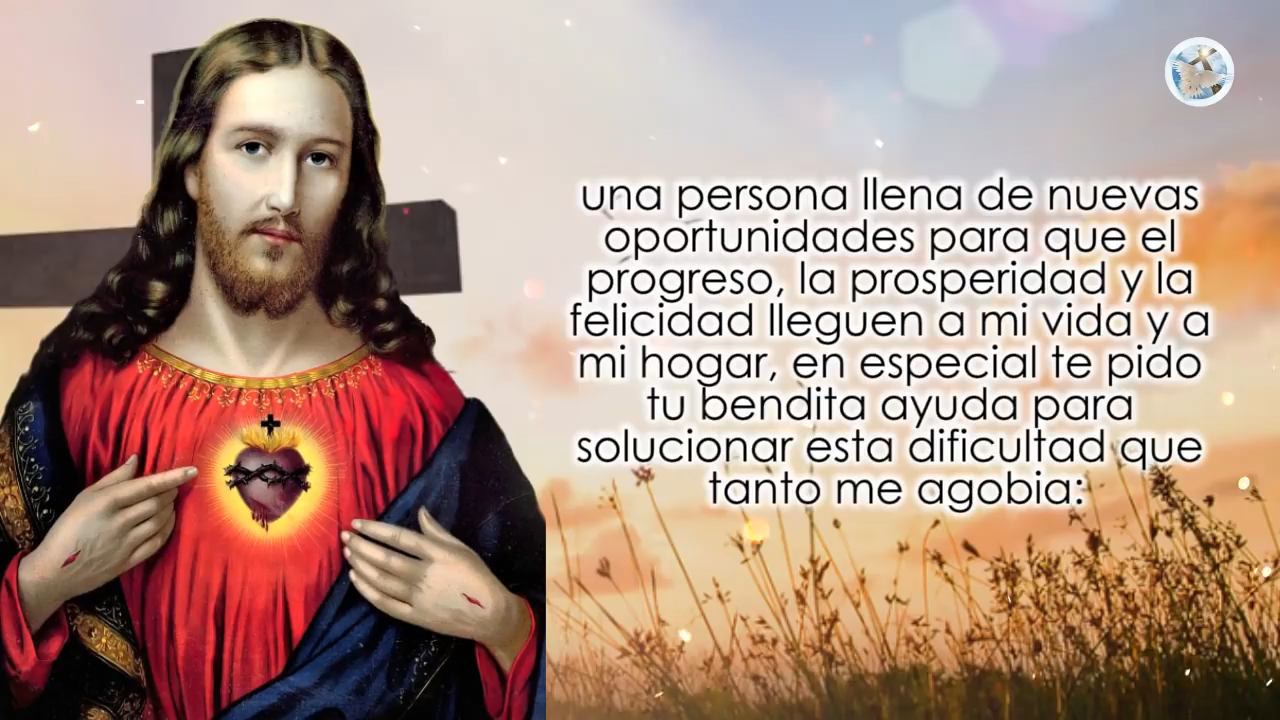 una persona llena de nuevas
oportunidades para que el
progreso, la prosperidad y la
felicidad lleguen a mi vida y a
mi hogar, en especial te pido
tu bendita ayuda para
solucionar esta dificultad que
tanto me agobia: